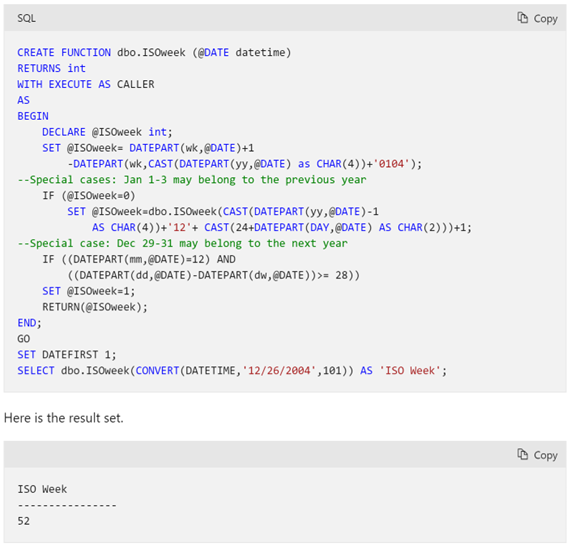 SQL
Copy
CREATE FUNCTION dbo.ISOweek (@DATE datetime)
RETURNS int
WITH EXECUTE AS CALLER
AS
BEGIN
    DECLARE @ISOweek int;
    SET @ISOweek= DATEPART(wk,@DATE)+1
        -DATEPART(wk,CAST(DATEPART(yy,@DATE) as CHAR(4))+'0104');
--Special cases: Jan 1-3 may belong to the previous year
    IF (@ISOweek=0)
        SET @ISOweek=dbo.ISOweek(CAST(DATEPART(yy,@DATE)-1
            AS CHAR(4))+'12'+ CAST(24+DATEPART(DAY,@DATE) AS CHAR(2)))+1;
--Special case: Dec 29-31 may belong to the next year
    IF ((DATEPART(mm,@DATE)=12) AND
        ((DATEPART(dd,@DATE)-DATEPART(dw,@DATE))>= 28))
    SET @ISOweek=1;
    RETURN(@ISOweek);
END;
GO
SET DATEFIRST 1;
SELECT dbo.ISOweek(CONVERT(DATETIME,'12/26/2004',101)) AS 'ISO Week';
Here is the result set.
Copy
ISO Week
----------------
52